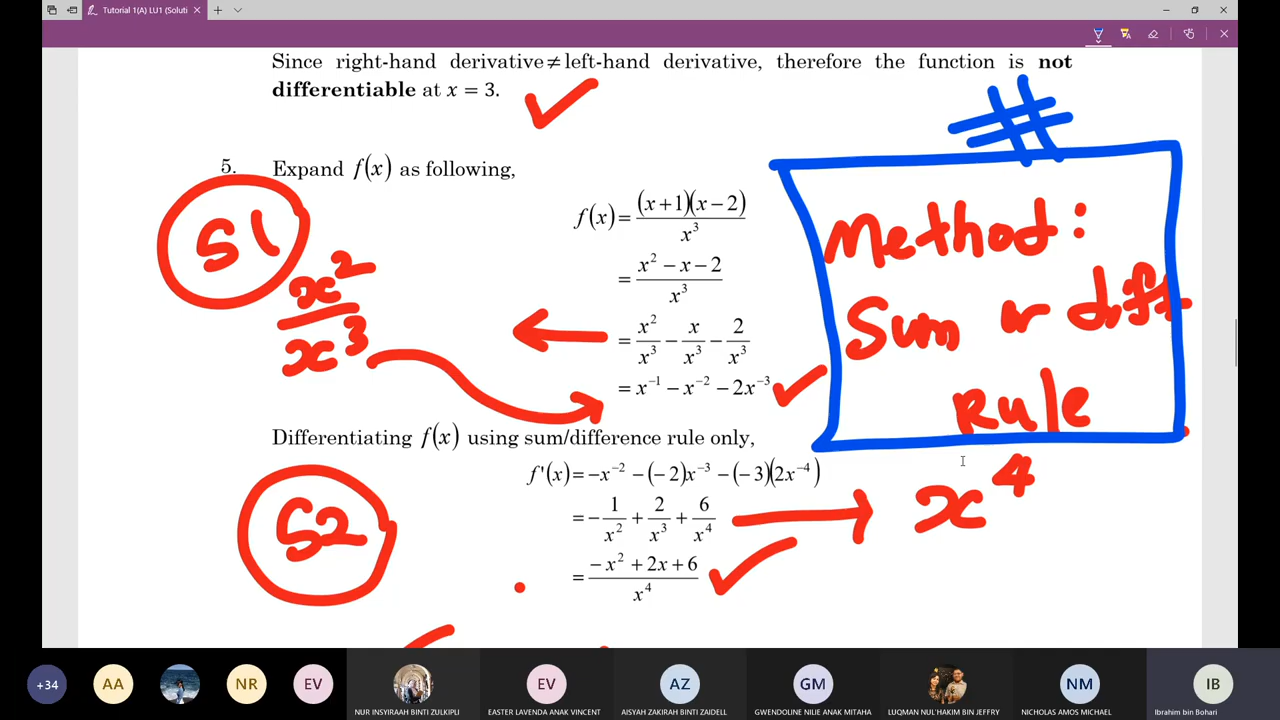 Tutorial 1(A) LU1 (Soluti
Since right-hand derivative ≠ left-hand derivative, therefore the function is not
differentiable at x = 3.
5. Expand f(x) as following,
f(x) = (x+1)(x−2) / x³
= x² − x − 2 / x³
= x²/x³ − x/x³ − 2/x³
= x⁻¹ − x⁻² − 2x⁻³
S1
x²/x³
Method:
Sum or diff
Rule
Differentiating f(x) using sum/difference rule only,
f'(x) = −x⁻² − (−2)x⁻³ − (−3)(2x⁻⁴)
= −1/x² + 2/x³ + 6/x⁴
= −x² + 2x + 6 / x⁴
S2
x⁴
+34
AA
NR
EV
EV
AZ
GM
NM
IB
NUR INSYIRAAH BINTI ZULKIPLI
EASTER LAVENDA ANAK VINCENT
AISYAH ZAKIRAH BINTI ZAIDELL
GWENDOLINE NILIE ANAK MITAHA
LUQMAN NUL'HAKIM BIN JEFFRY
NICHOLAS AMOS MICHAEL
Ibrahim bin Bohari